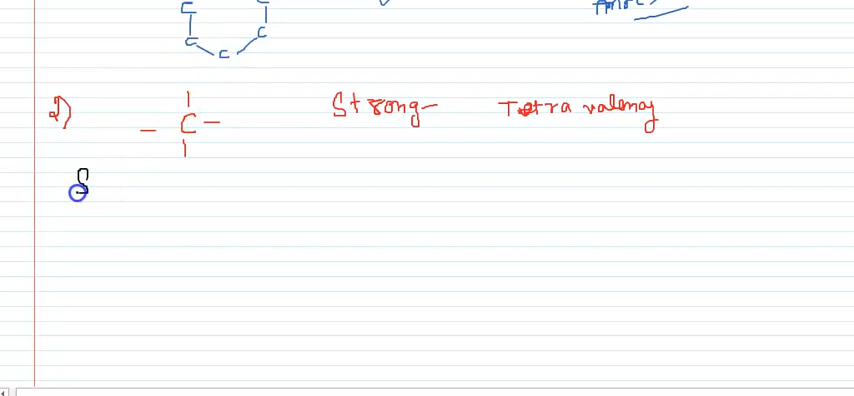 C C
C C
C
2) – C – Strong – Tetra valency
S